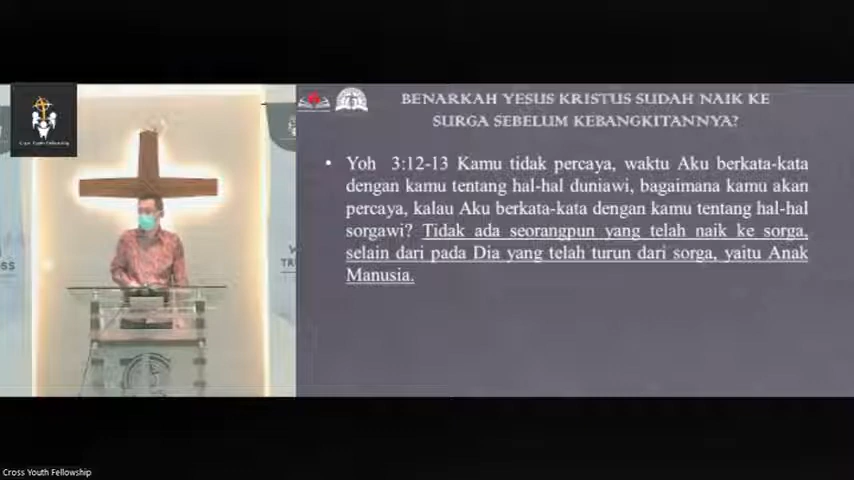 Cross Youth Fellowship
BENARKAH YESUS KRISTUS SUDAH NAIK KE
SURGA SEBELUM KEBANGKITANNYA?
• Yoh 3:12-13 Kamu tidak percaya, waktu Aku berkata-kata
dengan kamu tentang hal-hal duniawi, bagaimana kamu akan
percaya, kalau Aku berkata-kata dengan kamu tentang hal-hal
sorgawi? Tidak ada seorangpun yang telah naik ke sorga,
selain dari pada Dia yang telah turun dari sorga, yaitu Anak
Manusia.
Cross Youth Fellowship